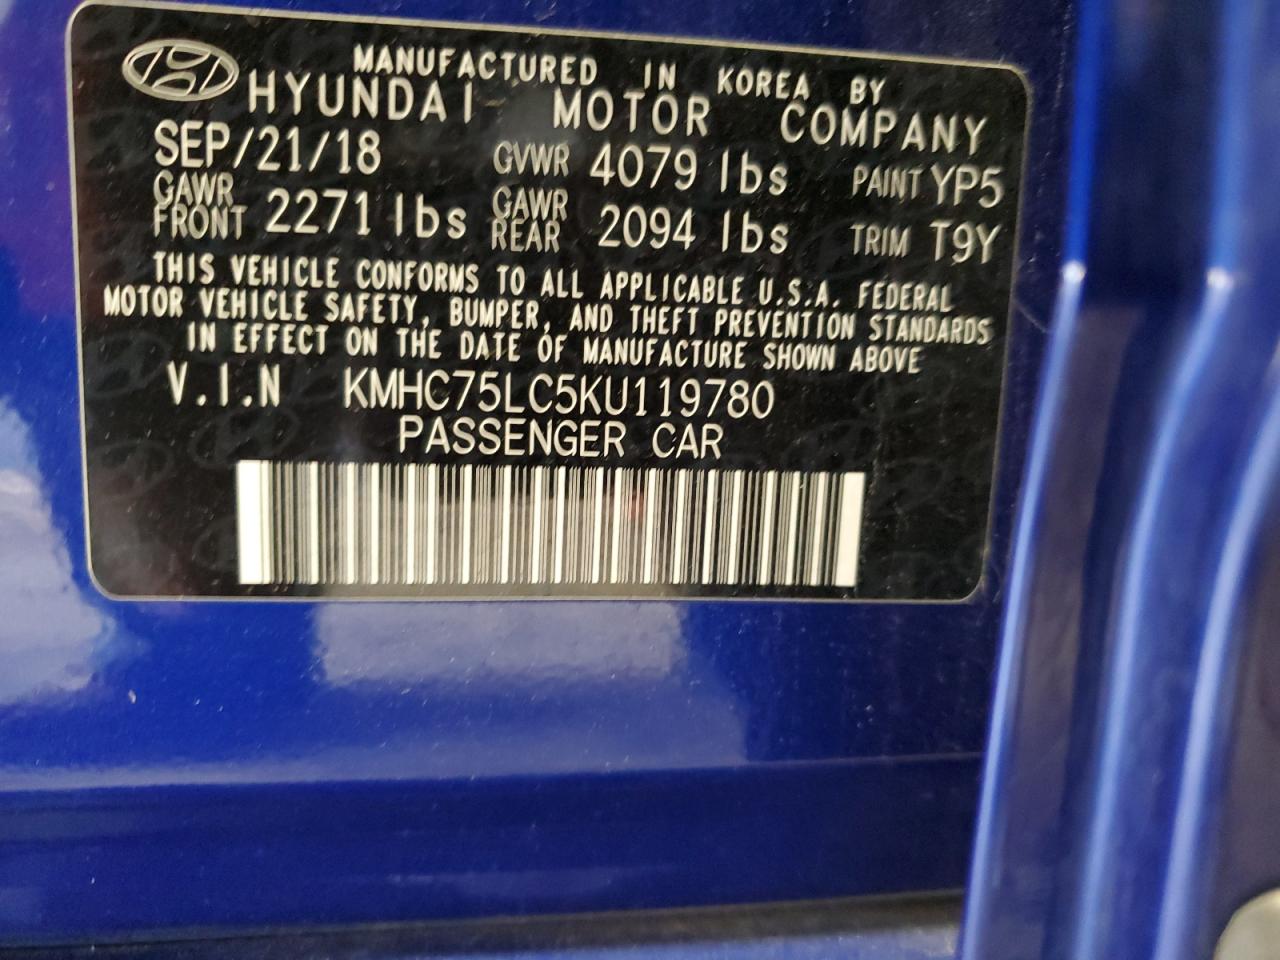 MANUFACTURED IN KOREA BY
HYUNDAI MOTOR COMPANY
SEP/21/18 GVWR 4079 lbs PAINT YP5
GAWR FRONT 2271 lbs GAWR REAR 2094 lbs TRIM T9Y
THIS VEHICLE CONFORMS TO ALL APPLICABLE U.S.A. FEDERAL
MOTOR VEHICLE SAFETY, BUMPER, AND THEFT PREVENTION STANDARDS
IN EFFECT ON THE DATE OF MANUFACTURE SHOWN ABOVE
V.I.N KMHC75LC5KU119780
PASSENGER CAR